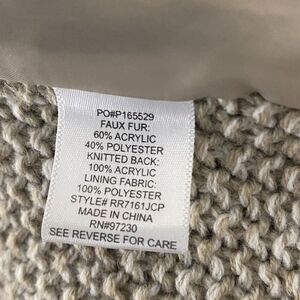 PO#P165529
FAUX FUR:
60% ACRYLIC
40% POLYESTER
KNITTED BACK:
100% ACRYLIC
LINING FABRIC:
100% POLYESTER
STYLE# RR7161JCP
MADE IN CHINA
RN#97230
SEE REVERSE FOR CARE